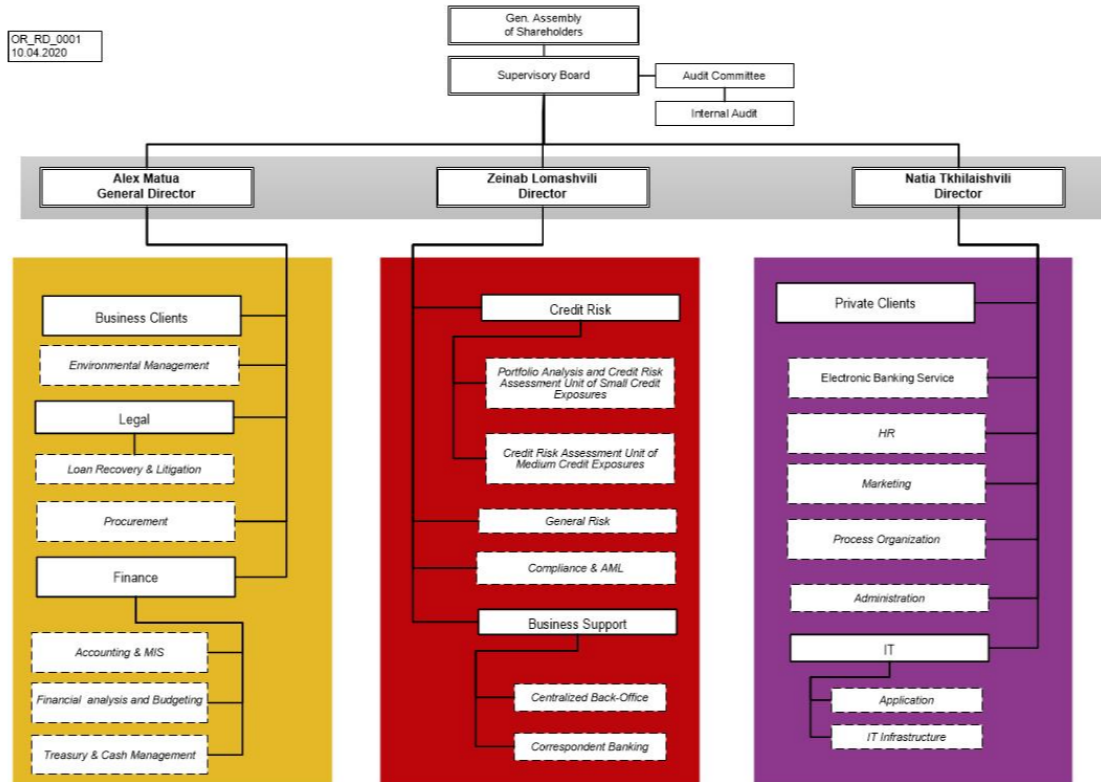 OR_RD_0001
10.04.2020
Gen. Assembly
of Shareholders
Supervisory Board
Audit Committee
Internal Audit
Alex Matua
General Director
Zeinab Lomashvili
Director
Natia Tkhilaishvili
Director
Business Clients
Environmental Management
Legal
Loan Recovery & Litigation
Procurement
Finance
Accounting & MIS
Financial analysis and Budgeting
Treasury & Cash Management
Credit Risk
Portfolio Analysis and Credit Risk
Assessment Unit of Small Credit
Exposures
Credit Risk Assessment Unit of
Medium Credit Exposures
General Risk
Compliance & AML
Business Support
Centralized Back-Office
Correspondent Banking
Private Clients
Electronic Banking Service
HR
Marketing
Process Organization
Administration
IT
Application
IT Infrastructure